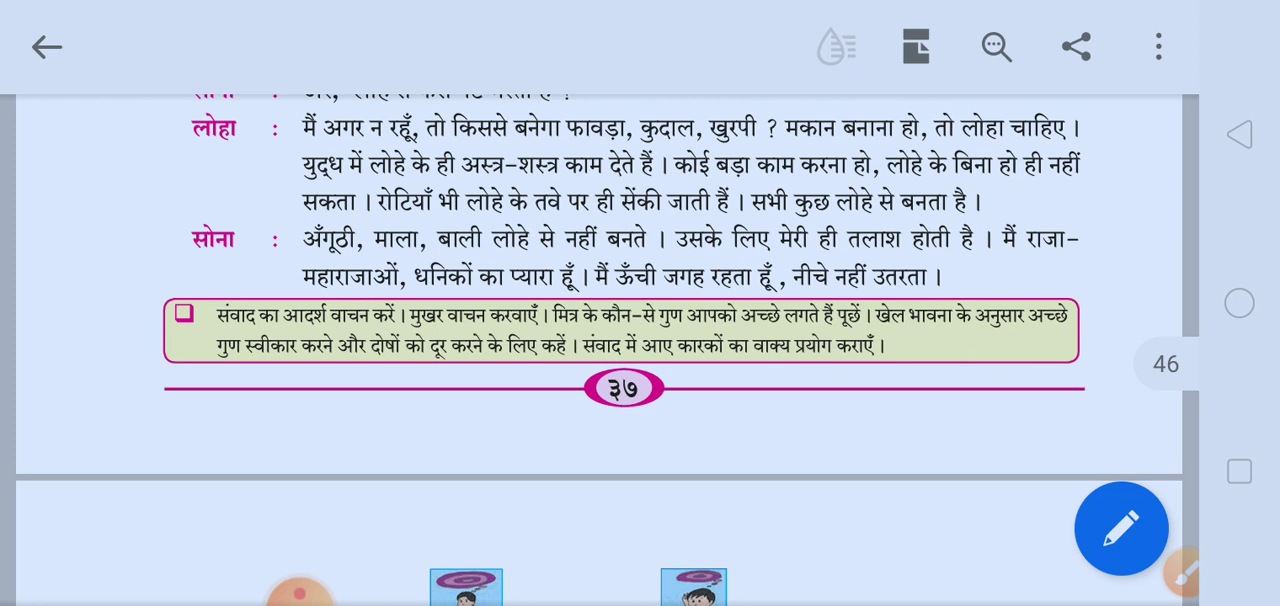 लोहा : मैं अगर न रहूँ, तो किससे बनेगा फावड़ा, कुदाल, खुरपी ? मकान बनाना हो, तो लोहा चाहिए ।
युद्ध में लोहे के ही अस्त्र-शस्त्र काम देते हैं । कोई बड़ा काम करना हो, लोहे के बिना हो ही नहीं
सकता । रोटियाँ भी लोहे के तवे पर ही सेंकी जाती हैं । सभी कुछ लोहे से बनता है ।
सोना : अँगूठी, माला, बाली लोहे से नहीं बनते । उसके लिए मेरी ही तलाश होती है । मैं राजा-
महाराजाओं, धनिकों का प्यारा हूँ । मैं ऊँची जगह रहता हूँ , नीचे नहीं उतरता ।
संवाद का आदर्श वाचन करें । मुखर वाचन करवाएँ । मित्र के कौन-से गुण आपको अच्छे लगते हैं पूछें । खेल भावना के अनुसार अच्छे
गुण स्वीकार करने और दोषों को दूर करने के लिए कहें । संवाद में आए कारकों का वाक्य प्रयोग कराएँ ।
46
३७